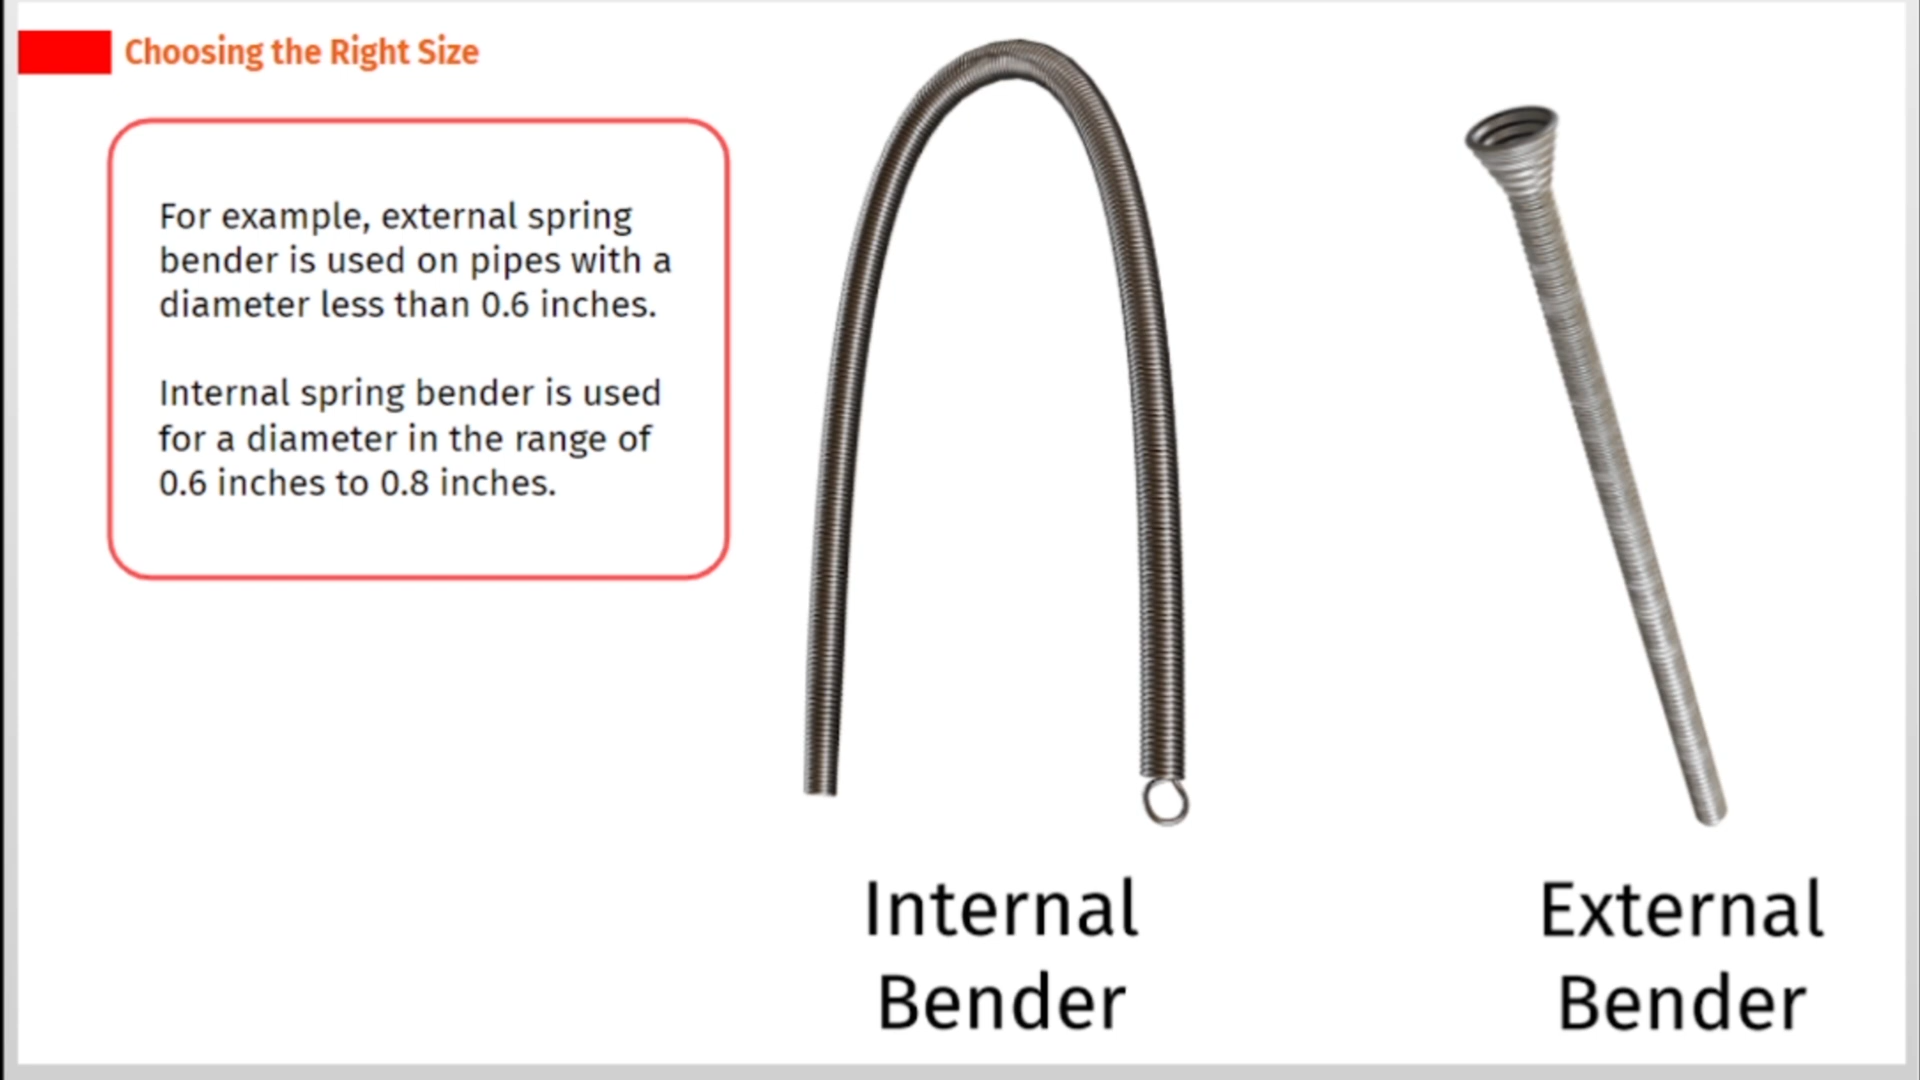 Choosing the Right Size
For example, external spring
bender is used on pipes with a
diameter less than 0.6 inches.
Internal spring bender is used
for a diameter in the range of
0.6 inches to 0.8 inches.
Internal
Bender
External
Bender